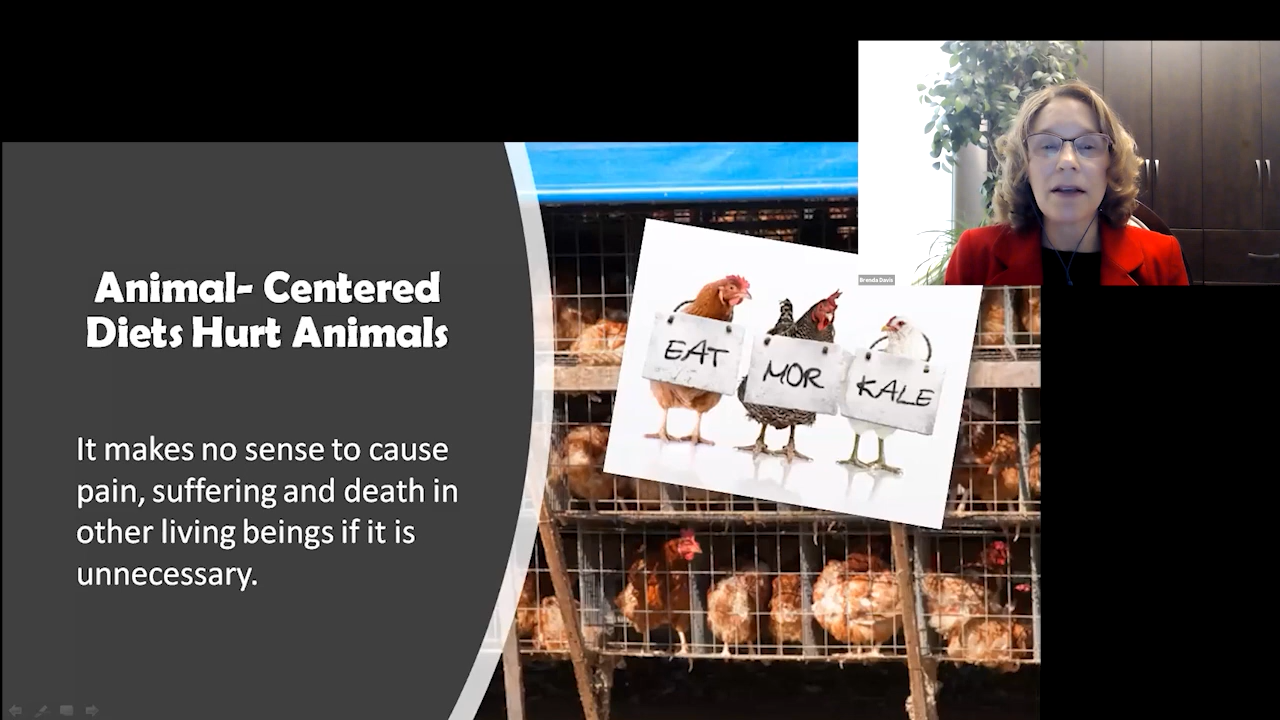 Animal- Centered
Diets Hurt Animals
It makes no sense to cause
pain, suffering and death in
other living beings if it is
unnecessary.
EAT
MOR
KALE
Brenda Davis